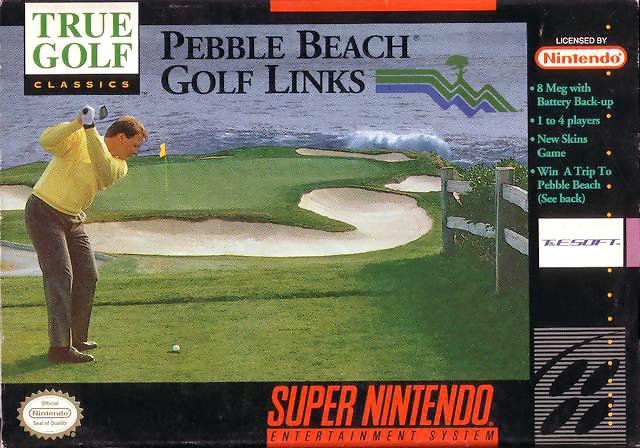 TRUE
GOLF
CLASSICS™
PEBBLE BEACH®
GOLF LINKS
LICENSED BY
Nintendo®
• 8 Meg with
Battery Back-up
• 1 to 4 players
• New Skins
Game
• Win A Trip To
Pebble Beach
(See back)
T&ESOFT™
Official
Nintendo
Seal of Quality
SUPER NINTENDO®
ENTERTAINMENT SYSTEM